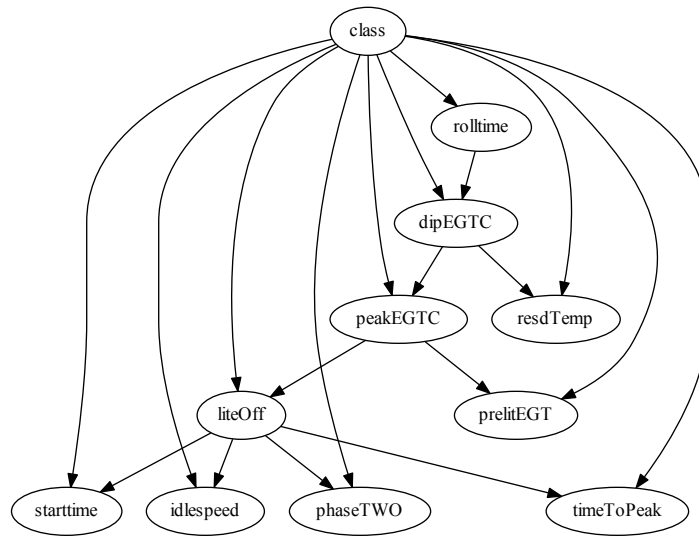 class
rolltime
dipEGTC
peakEGTC
resdTemp
liteOff
prelitEGT
starttime
idlespeed
phaseTWO
timeToPeak